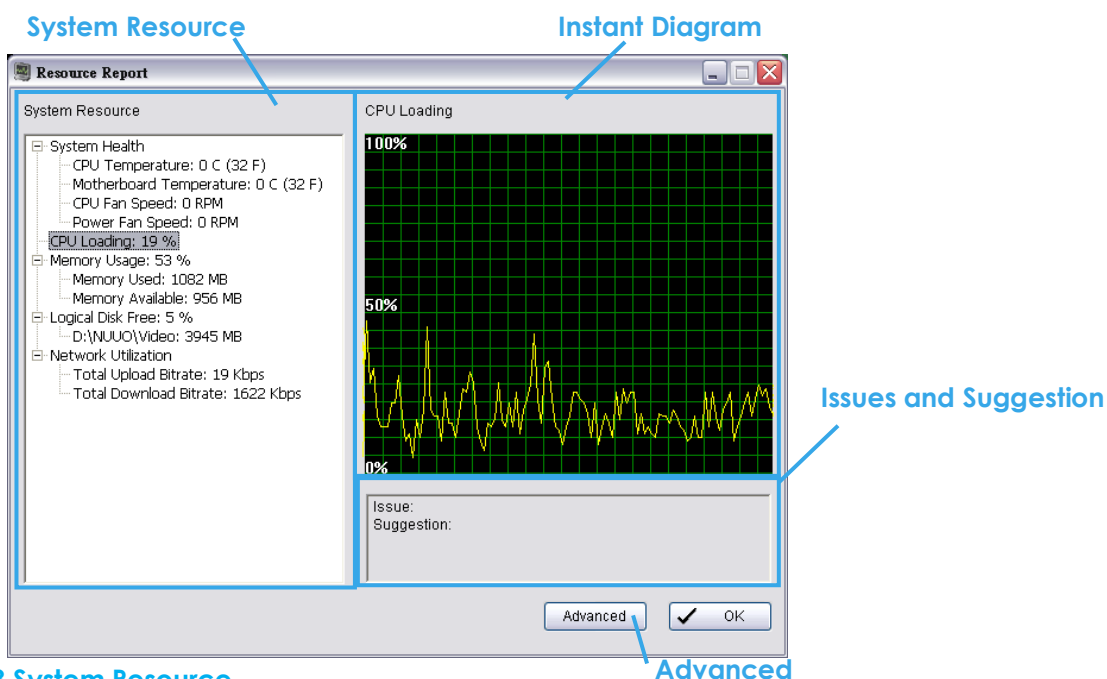 System Resource
Instant Diagram
Resource Report
System Resource
System Health
CPU Temperature: 0 C (32 F)
Motherboard Temperature: 0 C (32 F)
CPU Fan Speed: 0 RPM
Power Fan Speed: 0 RPM
CPU Loading: 19 %
Memory Usage: 53 %
Memory Used: 1082 MB
Memory Available: 956 MB
Logical Disk Free: 5 %
D:\NUUO\Video: 3945 MB
Network Utilization
Total Upload Bitrate: 19 Kbps
Total Download Bitrate: 1622 Kbps
CPU Loading
100%
50%
0%
Issues and Suggestion
Issue:
Suggestion:
Advanced
OK
Advanced
System Resource